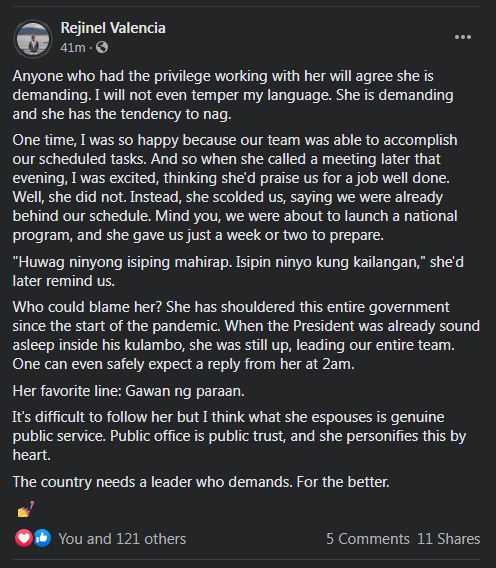 Rejinel Valencia
41m ·
Anyone who had the privilege working with her will agree she is
demanding. I will not even temper my language. She is demanding
and she has the tendency to nag.
One time, I was so happy because our team was able to accomplish
our scheduled tasks. And so when she called a meeting later that
evening, I was excited, thinking she'd praise us for a job well done.
Well, she did not. Instead, she scolded us, saying we were already
behind our schedule. Mind you, we were about to launch a national
program, and she gave us just a week or two to prepare.
"Huwag ninyong isiping mahirap. Isipin ninyo kung kailangan," she'd
later remind us.
Who could blame her? She has shouldered this entire government
since the start of the pandemic. When the President was already sound
asleep inside his kulambo, she was still up, leading our entire team.
One can even safely expect a reply from her at 2am.
Her favorite line: Gawan ng paraan.
It's difficult to follow her but I think what she espouses is genuine
public service. Public office is public trust, and she personifies this by
heart.
The country needs a leader who demands. For the better.
💅
You and 121 others
5 Comments 11 Shares